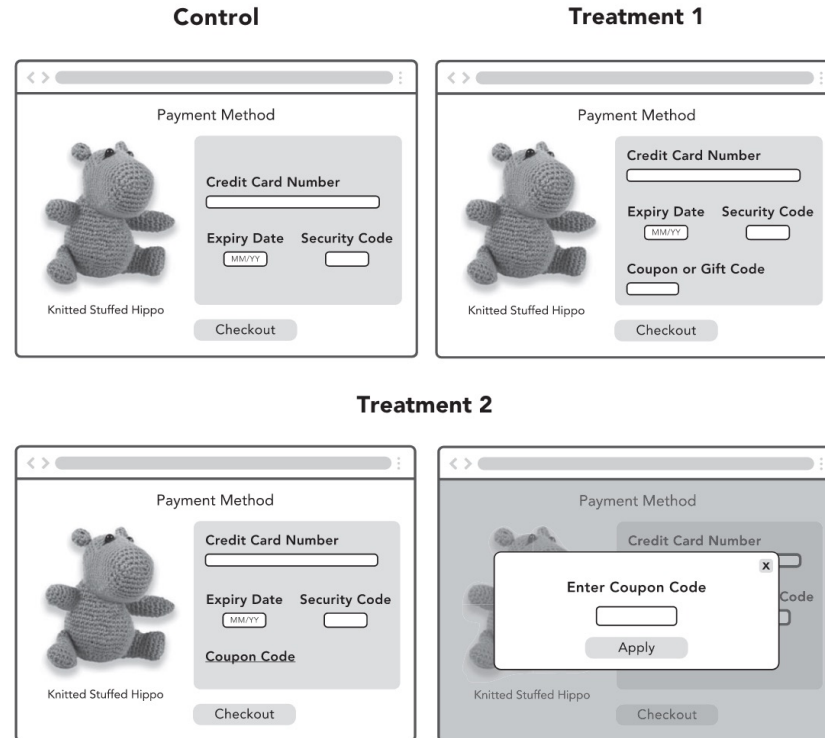 Control
Treatment 1
< >
Payment Method
Credit Card Number
Expiry Date Security Code
MM/YY
Knitted Stuffed Hippo
Checkout
< >
Payment Method
Credit Card Number
Expiry Date Security Code
MM/YY
Coupon or Gift Code
Knitted Stuffed Hippo
Checkout
Treatment 2
< >
Payment Method
Credit Card Number
Expiry Date Security Code
MM/YY
Coupon Code
Knitted Stuffed Hippo
Checkout
< >
Payment Method
Credit Card Number
x
Enter Coupon Code
Code
Apply
Knitted Stuffed Hippo
Checkout